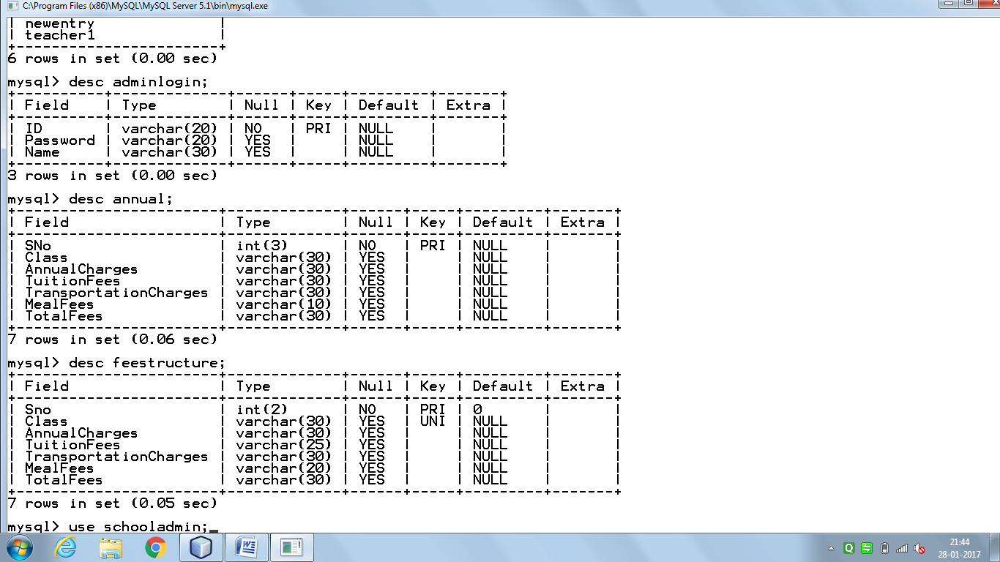 C:\Program Files (x86)\MySQL\MySQL Server 5.1\bin\mysql.exe
| newentry              |
| teacher1              |
+-----------------------+
6 rows in set (0.00 sec)
mysql> desc adminlogin;
+----------+-------------+------+-----+---------+-------+
| Field    | Type        | Null | Key | Default | Extra |
+----------+-------------+------+-----+---------+-------+
| ID       | varchar(20) | NO   | PRI | NULL    |       |
| Password | varchar(20) | YES  |     | NULL    |       |
| Name     | varchar(30) | YES  |     | NULL    |       |
+----------+-------------+------+-----+---------+-------+
3 rows in set (0.00 sec)
mysql> desc annual;
+-----------------------+-------------+------+-----+---------+-------+
| Field                 | Type        | Null | Key | Default | Extra |
+-----------------------+-------------+------+-----+---------+-------+
| SNo                   | int(3)      | NO   | PRI | NULL    |       |
| Class                 | varchar(30) | YES  |     | NULL    |       |
| AnnualCharges         | varchar(30) | YES  |     | NULL    |       |
| TuitionFees           | varchar(30) | YES  |     | NULL    |       |
| TransportationCharges | varchar(30) | YES  |     | NULL    |       |
| MealFees              | varchar(10) | YES  |     | NULL    |       |
| TotalFees             | varchar(30) | YES  |     | NULL    |       |
+-----------------------+-------------+------+-----+---------+-------+
7 rows in set (0.06 sec)
mysql> desc feestructure;
+-----------------------+-------------+------+-----+---------+-------+
| Field                 | Type        | Null | Key | Default | Extra |
+-----------------------+-------------+------+-----+---------+-------+
| Sno                   | int(2)      | NO   | PRI | 0       |       |
| Class                 | varchar(30) | YES  | UNI | NULL    |       |
| AnnualCharges         | varchar(30) | YES  |     | NULL    |       |
| TuitionFees           | varchar(25) | YES  |     | NULL    |       |
| TransportationCharges | varchar(30) | YES  |     | NULL    |       |
| MealFees              | varchar(20) | YES  |     | NULL    |       |
| TotalFees             | varchar(30) | YES  |     | NULL    |       |
+-----------------------+-------------+------+-----+---------+-------+
7 rows in set (0.05 sec)
mysql> use schooladmin;_
21:44
28-01-2017